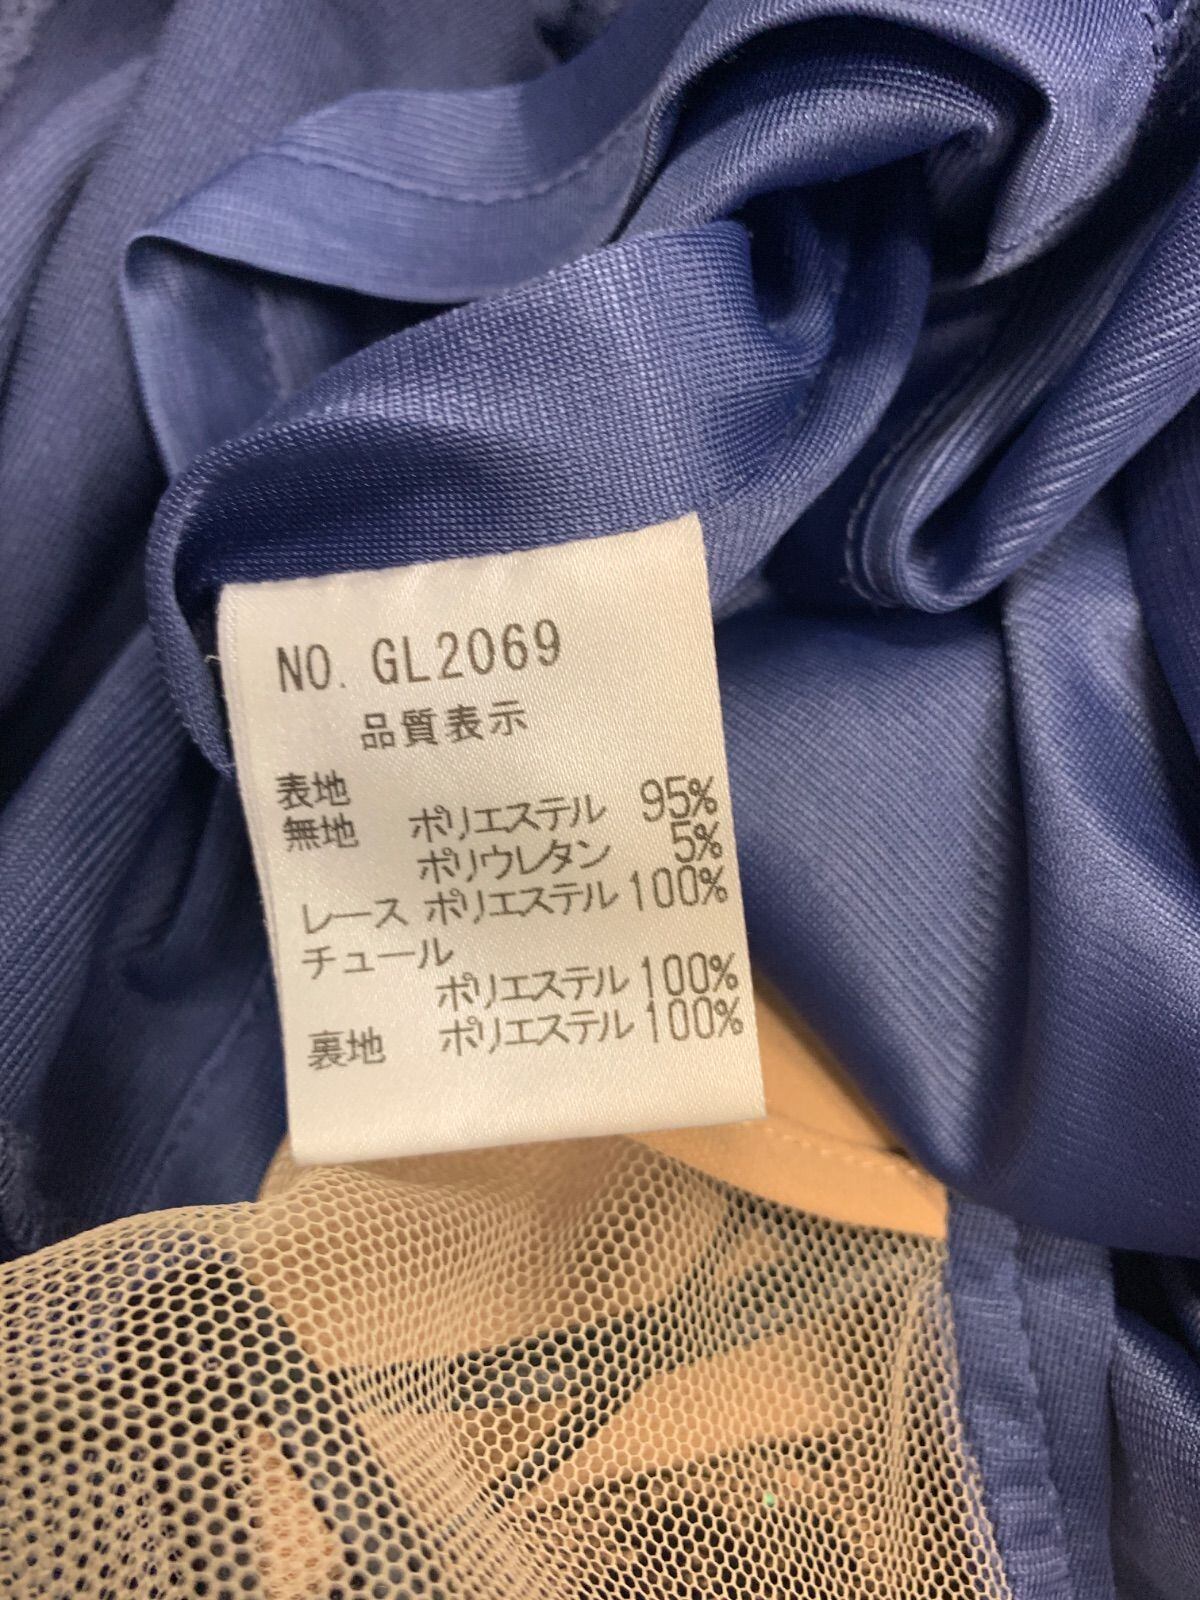 NO. GL2069
品質表示
表地
無地 ポリエステル 95%
ポリウレタン 5%
レース ポリエステル 100%
チュール
ポリエステル 100%
裏地 ポリエステル 100%